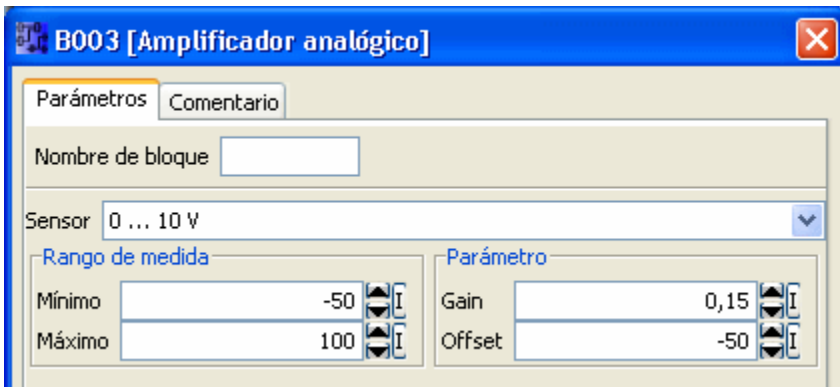 B003 [Amplificador analógico]
Parámetros Comentario
Nombre de bloque
Sensor 0 ... 10 V
Rango de medida Parámetro
Mínimo -50 Gain 0,15
Máximo 100 Offset -50